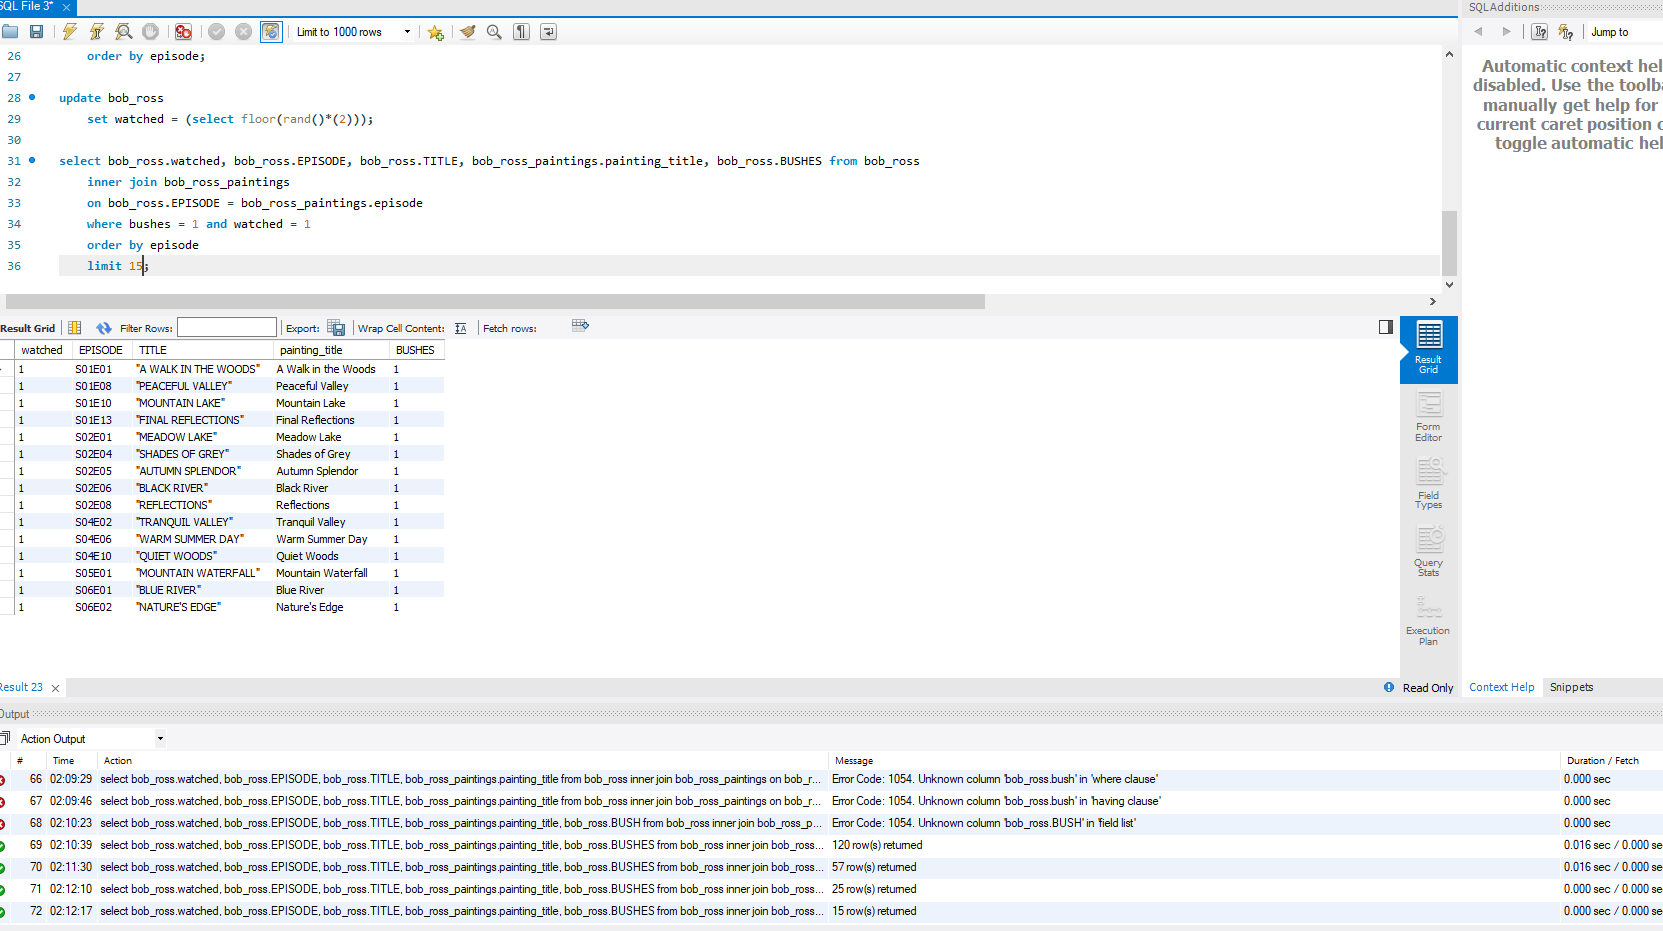 SQL File 3*
SQLAdditions
Limit to 1000 rows
Jump to
26 order by episode;
27
28 update bob_ross
29 set watched = (select floor(rand()*(2)));
30
31 select bob_ross.watched, bob_ross.EPISODE, bob_ross.TITLE, bob_ross_paintings.painting_title, bob_ross.BUSHES from bob_ross
32 inner join bob_ross_paintings
33 on bob_ross.EPISODE = bob_ross_paintings.episode
34 where bushes = 1 and watched = 1
35 order by episode
36 limit 15;
Automatic context hel
disabled. Use the toolba
manually get help for
current caret position o
toggle automatic hel
Result Grid Filter Rows: Export: Wrap Cell Content: IA Fetch rows:
watched EPISODE TITLE painting_title BUSHES
1 S01E01 "A WALK IN THE WOODS" A Walk in the Woods 1
1 S01E08 "PEACEFUL VALLEY" Peaceful Valley 1
1 S01E10 "MOUNTAIN LAKE" Mountain Lake 1
1 S01E13 "FINAL REFLECTIONS" Final Reflections 1
1 S02E01 "MEADOW LAKE" Meadow Lake 1
1 S02E04 "SHADES OF GREY" Shades of Grey 1
1 S02E05 "AUTUMN SPLENDOR" Autumn Splendor 1
1 S02E06 "BLACK RIVER" Black River 1
1 S02E08 "REFLECTIONS" Reflections 1
1 S04E02 "TRANQUIL VALLEY" Tranquil Valley 1
1 S04E06 "WARM SUMMER DAY" Warm Summer Day 1
1 S04E10 "QUIET WOODS" Quiet Woods 1
1 S05E01 "MOUNTAIN WATERFALL" Mountain Waterfall 1
1 S06E01 "BLUE RIVER" Blue River 1
1 S06E02 "NATURE'S EDGE" Nature's Edge 1
Result
Grid
Form
Editor
Field
Types
Query
Stats
Execution
Plan
Result 23
Read Only
Context Help Snippets
Output
Action Output
# Time Action Message Duration / Fetch
66 02:09:29 select bob_ross.watched, bob_ross.EPISODE, bob_ross.TITLE, bob_ross_paintings.painting_title from bob_ross inner join bob_ross_paintings on bob_r... Error Code: 1054. Unknown column 'bob_ross.bush' in 'where clause' 0.000 sec
67 02:09:46 select bob_ross.watched, bob_ross.EPISODE, bob_ross.TITLE, bob_ross_paintings.painting_title from bob_ross inner join bob_ross_paintings on bob_r... Error Code: 1054. Unknown column 'bob_ross.bush' in 'having clause' 0.000 sec
68 02:10:23 select bob_ross.watched, bob_ross.EPISODE, bob_ross.TITLE, bob_ross_paintings.painting_title, bob_ross.BUSH from bob_ross inner join bob_ross_p... Error Code: 1054. Unknown column 'bob_ross.BUSH' in 'field list' 0.000 sec
69 02:10:39 select bob_ross.watched, bob_ross.EPISODE, bob_ross.TITLE, bob_ross_paintings.painting_title, bob_ross.BUSHES from bob_ross inner join bob_ross... 120 row(s) returned 0.016 sec / 0.000 se
70 02:11:30 select bob_ross.watched, bob_ross.EPISODE, bob_ross.TITLE, bob_ross_paintings.painting_title, bob_ross.BUSHES from bob_ross inner join bob_ross... 57 row(s) returned 0.016 sec / 0.000 se
71 02:12:10 select bob_ross.watched, bob_ross.EPISODE, bob_ross.TITLE, bob_ross_paintings.painting_title, bob_ross.BUSHES from bob_ross inner join bob_ross... 25 row(s) returned 0.000 sec / 0.000 se
72 02:12:17 select bob_ross.watched, bob_ross.EPISODE, bob_ross.TITLE, bob_ross_paintings.painting_title, bob_ross.BUSHES from bob_ross inner join bob_ross... 15 row(s) returned 0.000 sec / 0.000 se